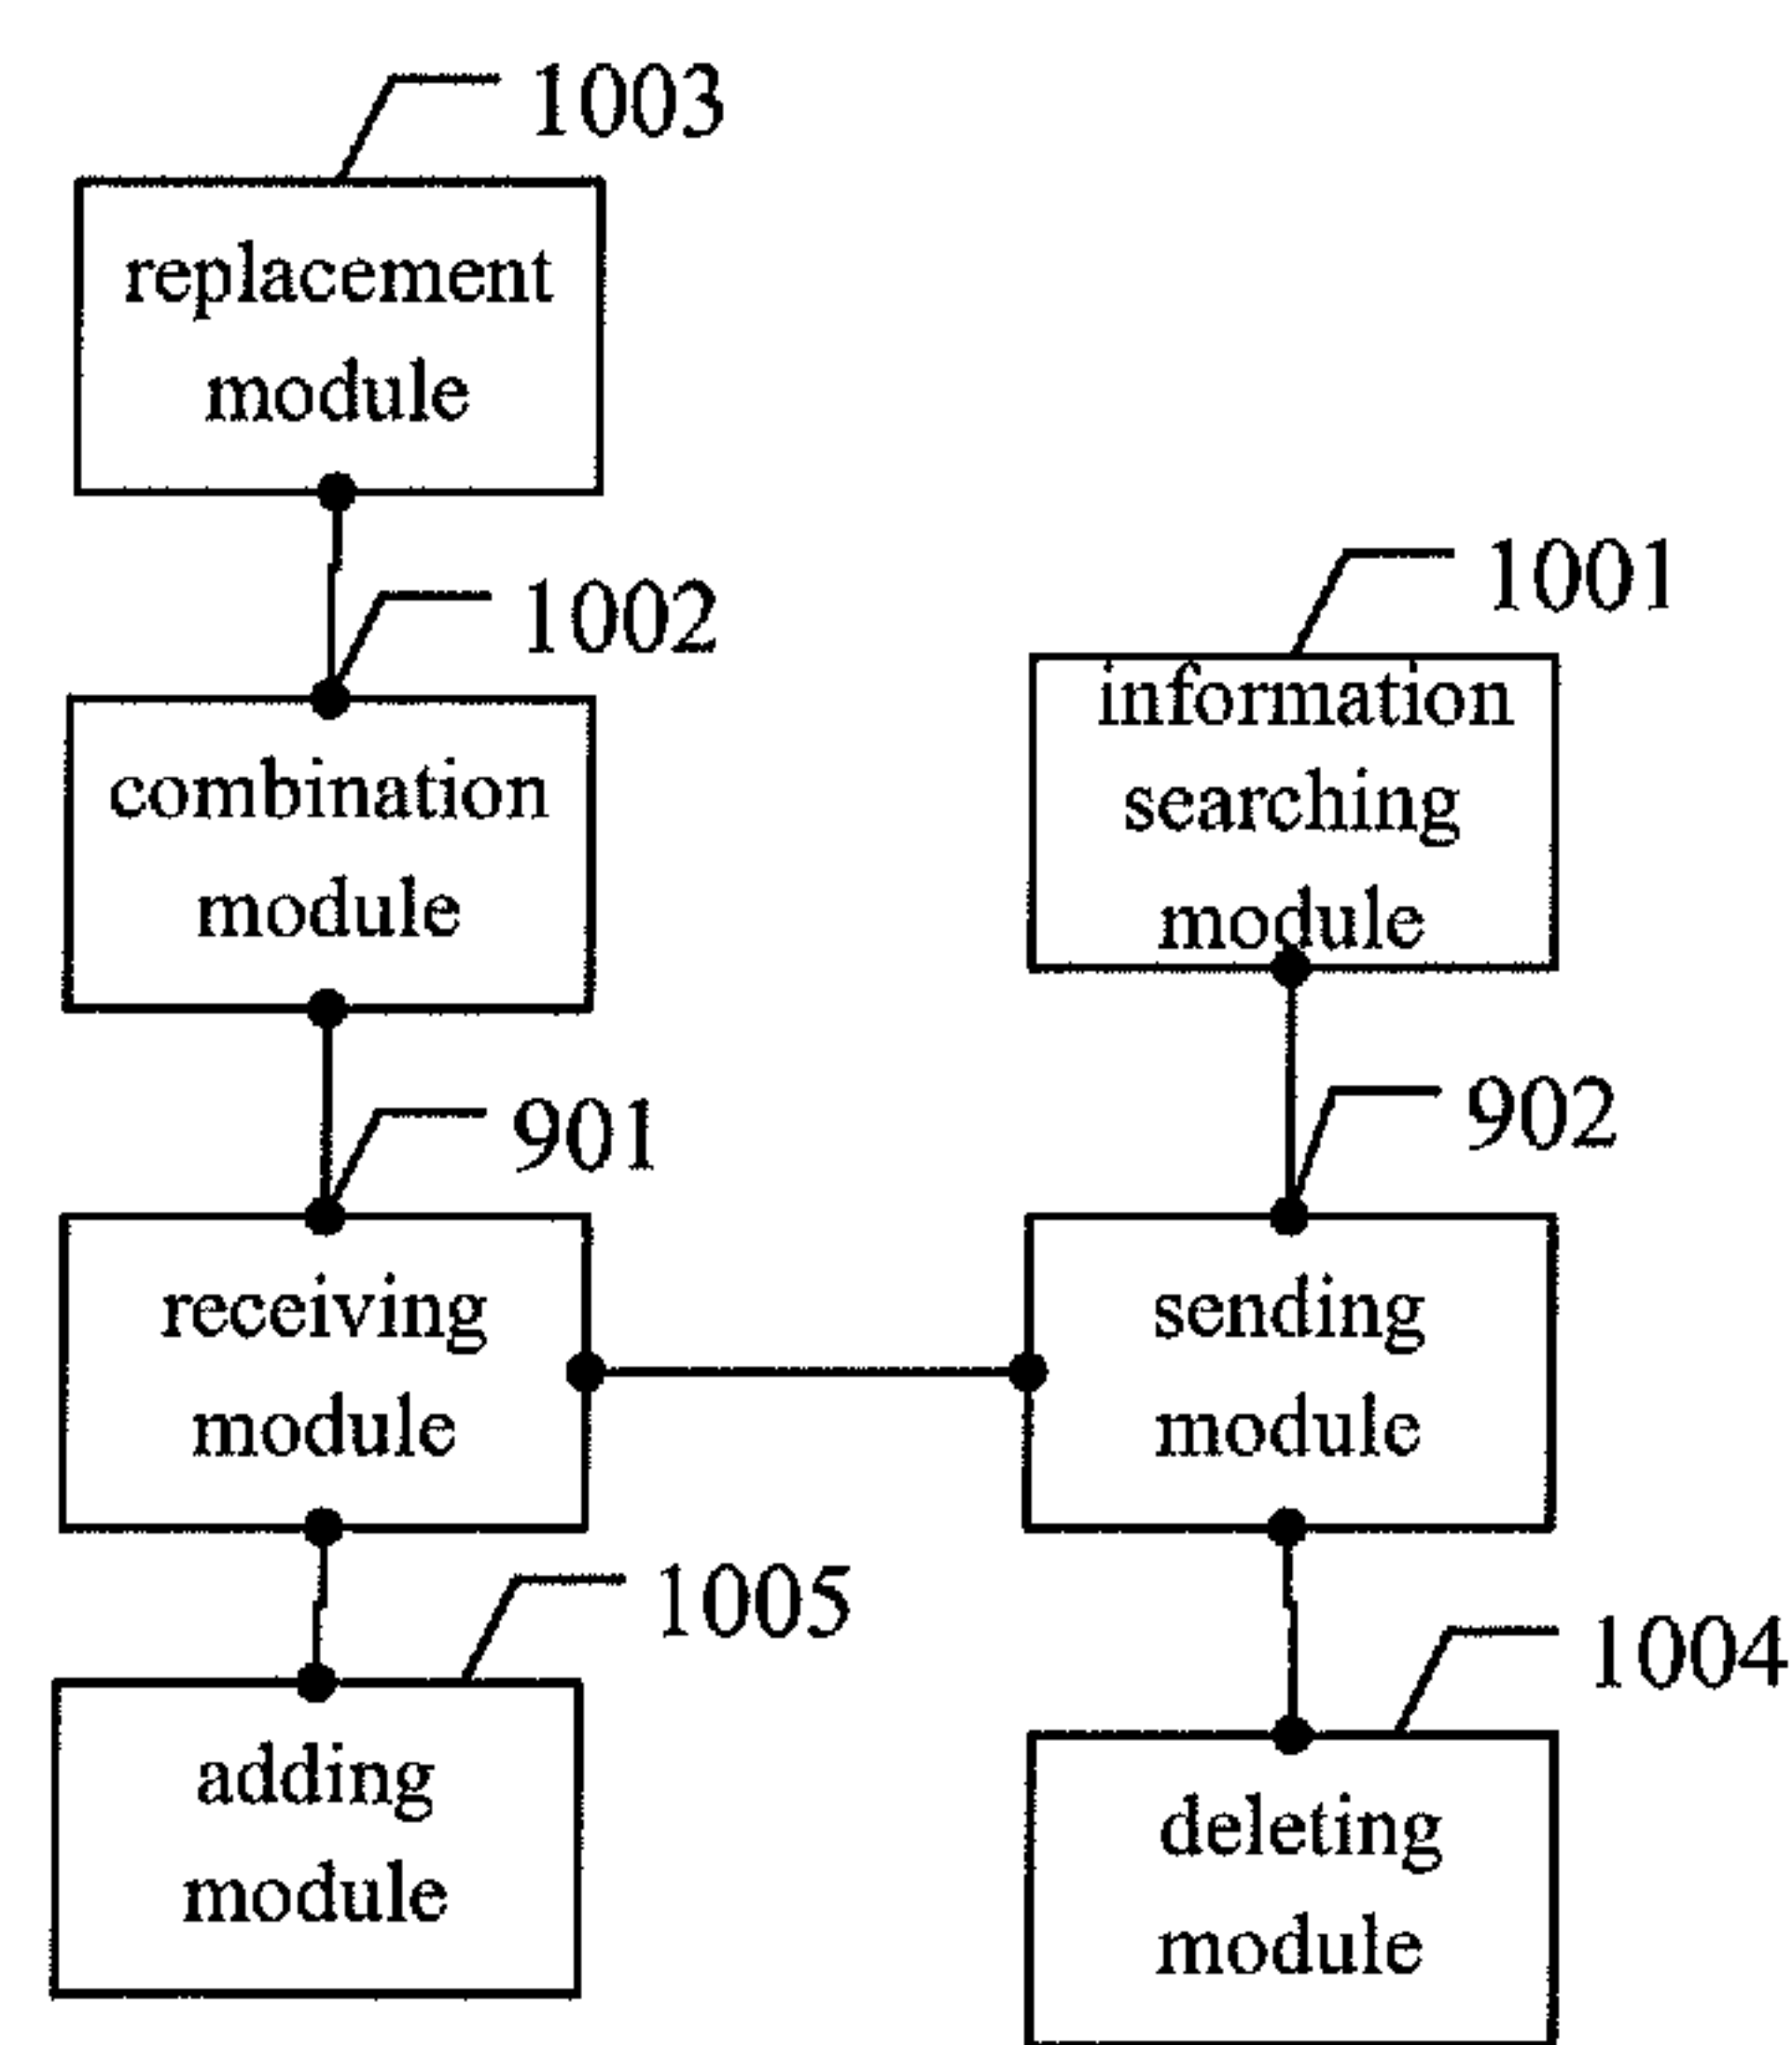 1003
replacement
module
1002
combination
module
1001
information
searching
module
901
receiving
module
902
sending
module
1005
adding
module
1004
deleting
module